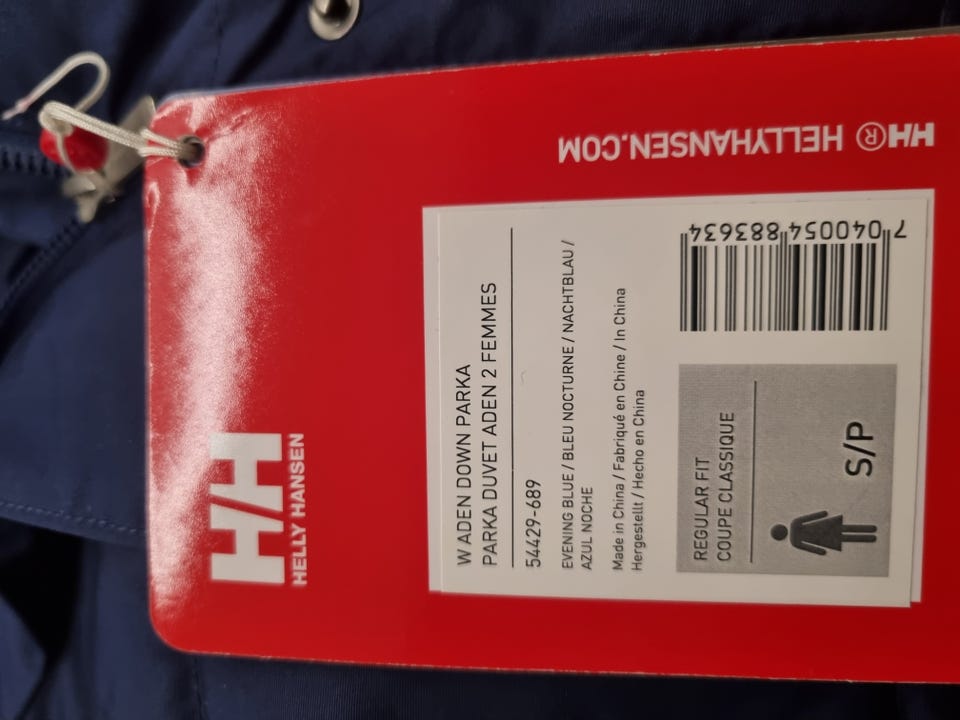 HH
HELLY HANSEN
W ADEN DOWN PARKA
PARKA DUVET ADEN 2 FEMMES
54429-689
EVENING BLUE / BLEU NOCTURNE / NACHTBLAU /
AZUL NOCHE
Made in China / Fabriqué en Chine / In China
Hergestellt / Hecho en China
REGULAR FIT
COUPE CLASSIQUE
S/P
7 040054 883634
HH® HELLYHANSEN.COM